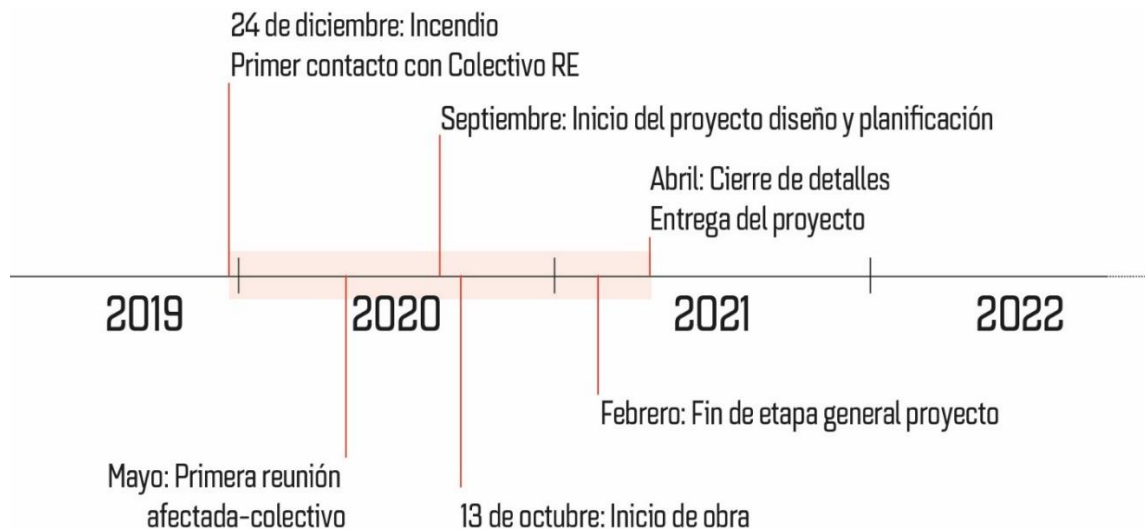 24 de diciembre: Incendio
Primer contacto con Colectivo RE
Septiembre: Inicio del proyecto diseño y planificación
Abril: Cierre de detalles
Entrega del proyecto
2019
2020
2021
2022
Febrero: Fin de etapa general proyecto
Mayo: Primera reunión
afectada-colectivo
13 de octubre: Inicio de obra